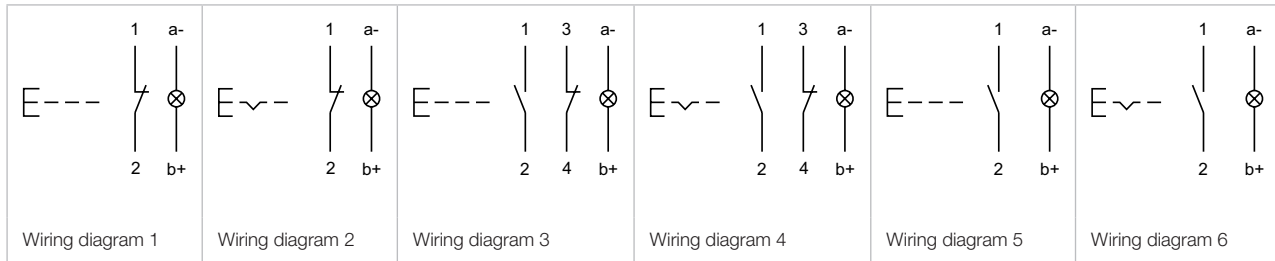 1 a-
1 a-
1 3 a-
1 3 a-
1 a-
1 a-
2 b+
2 b+
2 4 b+
2 4 b+
2 b+
2 b+
Wiring diagram 1
Wiring diagram 2
Wiring diagram 3
Wiring diagram 4
Wiring diagram 5
Wiring diagram 6